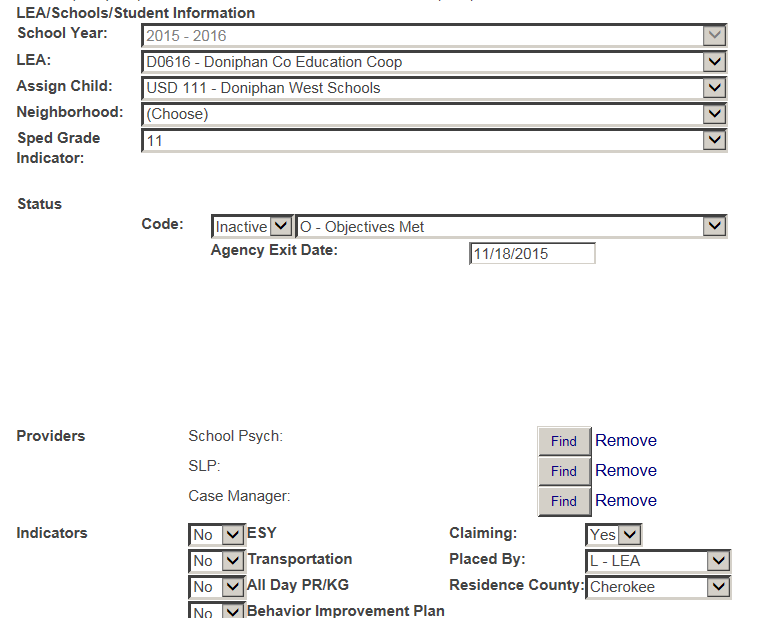 LEA/Schools/Student Information
School Year: 2015 - 2016
LEA: D0616 - Doniphan Co Education Coop
Assign Child: USD 111 - Doniphan West Schools
Neighborhood: (Choose)
Sped Grade Indicator: 11
Status
Code: Inactive O - Objectives Met
Agency Exit Date: 11/18/2015
Providers School Psych: Find Remove
SLP: Find Remove
Case Manager: Find Remove
Indicators No ESY Claiming: Yes
No Transportation Placed By: L - LEA
No All Day PR/KG Residence County: Cherokee
No Behavior Improvement Plan